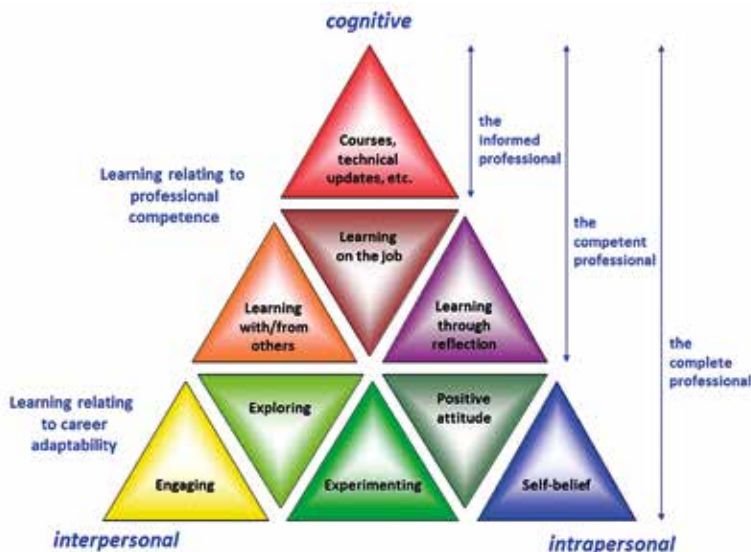 cognitive
the
informed
professional
Courses,
technical
updates, etc.
Learning relating to
professional
competence
Learning
on the job
the
competent
professional
Learning
with/from
others
Learning
through
reflection
the
complete
professional
Learning relating
to career
adaptability
Exploring
Positive
attitude
Engaging
Experimenting
Self-belief
interpersonal
intrapersonal